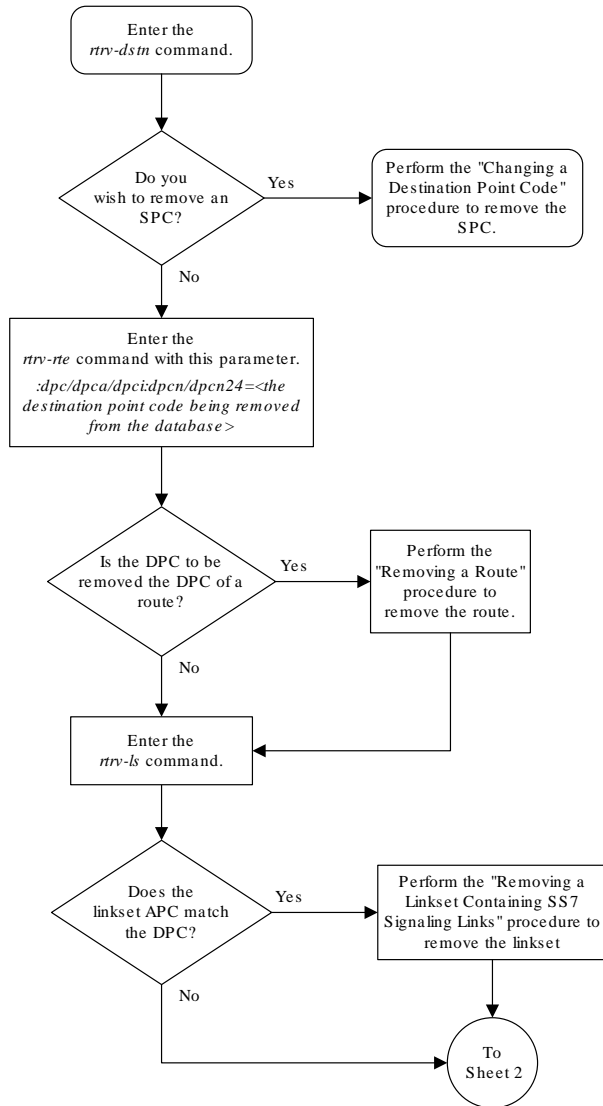 Enter the
rtrv-dstn command.
Do you
wish to remove an
SPC?
Yes
Perform the "Changing a
Destination Point Code"
procedure to remove the
SPC.
No
Enter the
rtrv-rte command with this parameter.
:dpc/dpca/dpci:dpcn/dpcn24=<the
destination point code being removed
from the database>
Is the DPC to be
removed the DPC of a
route?
Yes
Perform the
"Removing a Route"
procedure to
remove the route.
No
Enter the
rtrv-ls command.
Does the
linkset APC match
the DPC?
Yes
Perform the "Removing a
Linkset Containing SS7
Signaling Links" procedure to
remove the linkset
No
To
Sheet 2